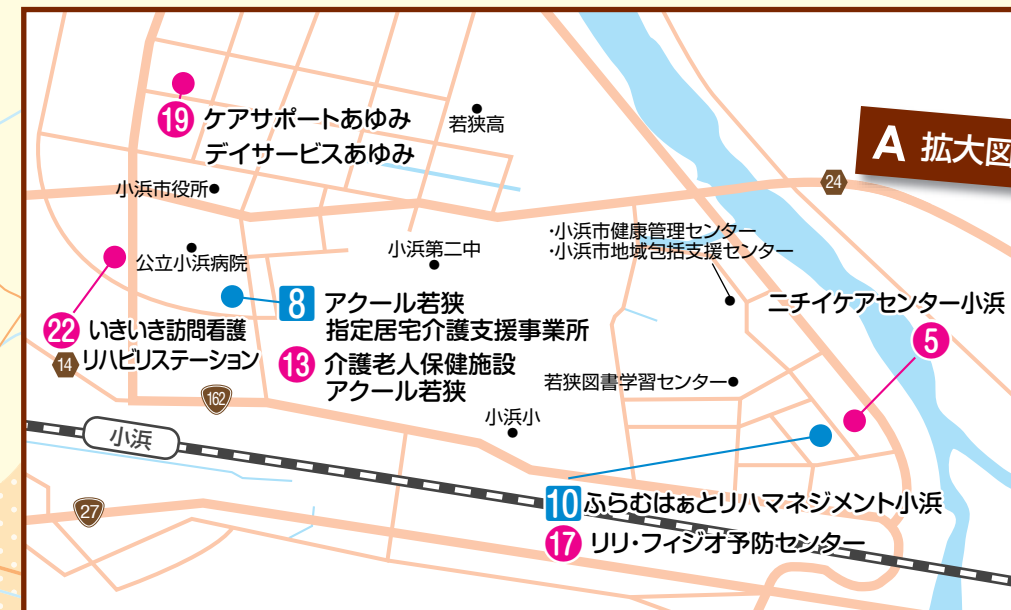 A 拡大図
19 ケアサポートあゆみ
デイサービスあゆみ
若狭高
小浜市役所
24
公立小浜病院
小浜第二中
・小浜市健康管理センター
・小浜市地域包括支援センター
ニチイケアセンター小浜
5
8 アクール若狭
指定居宅介護支援事業所
22 いきいき訪問看護
14 リハビリステーション
13 介護老人保健施設
アクール若狭
若狭図書学習センター
162
小浜小
小浜
10 ふらむはぁとリハマネジメント小浜
27
17 リリ・フィジオ予防センター